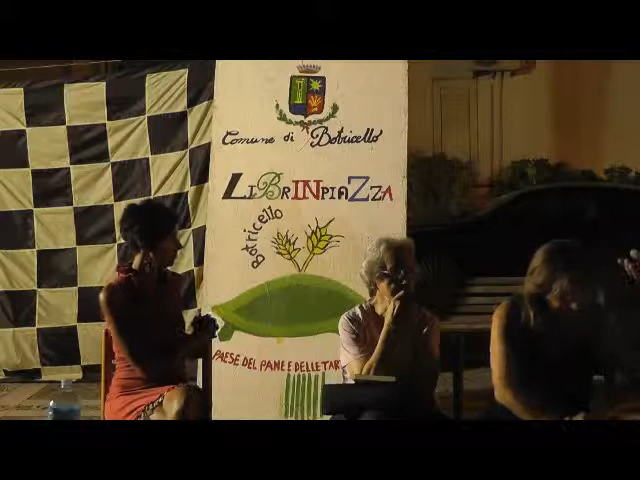 Comune di Botricello
LiBrINPIAZZA
Botricello
PAESE DEL PANE E DELLE TAR